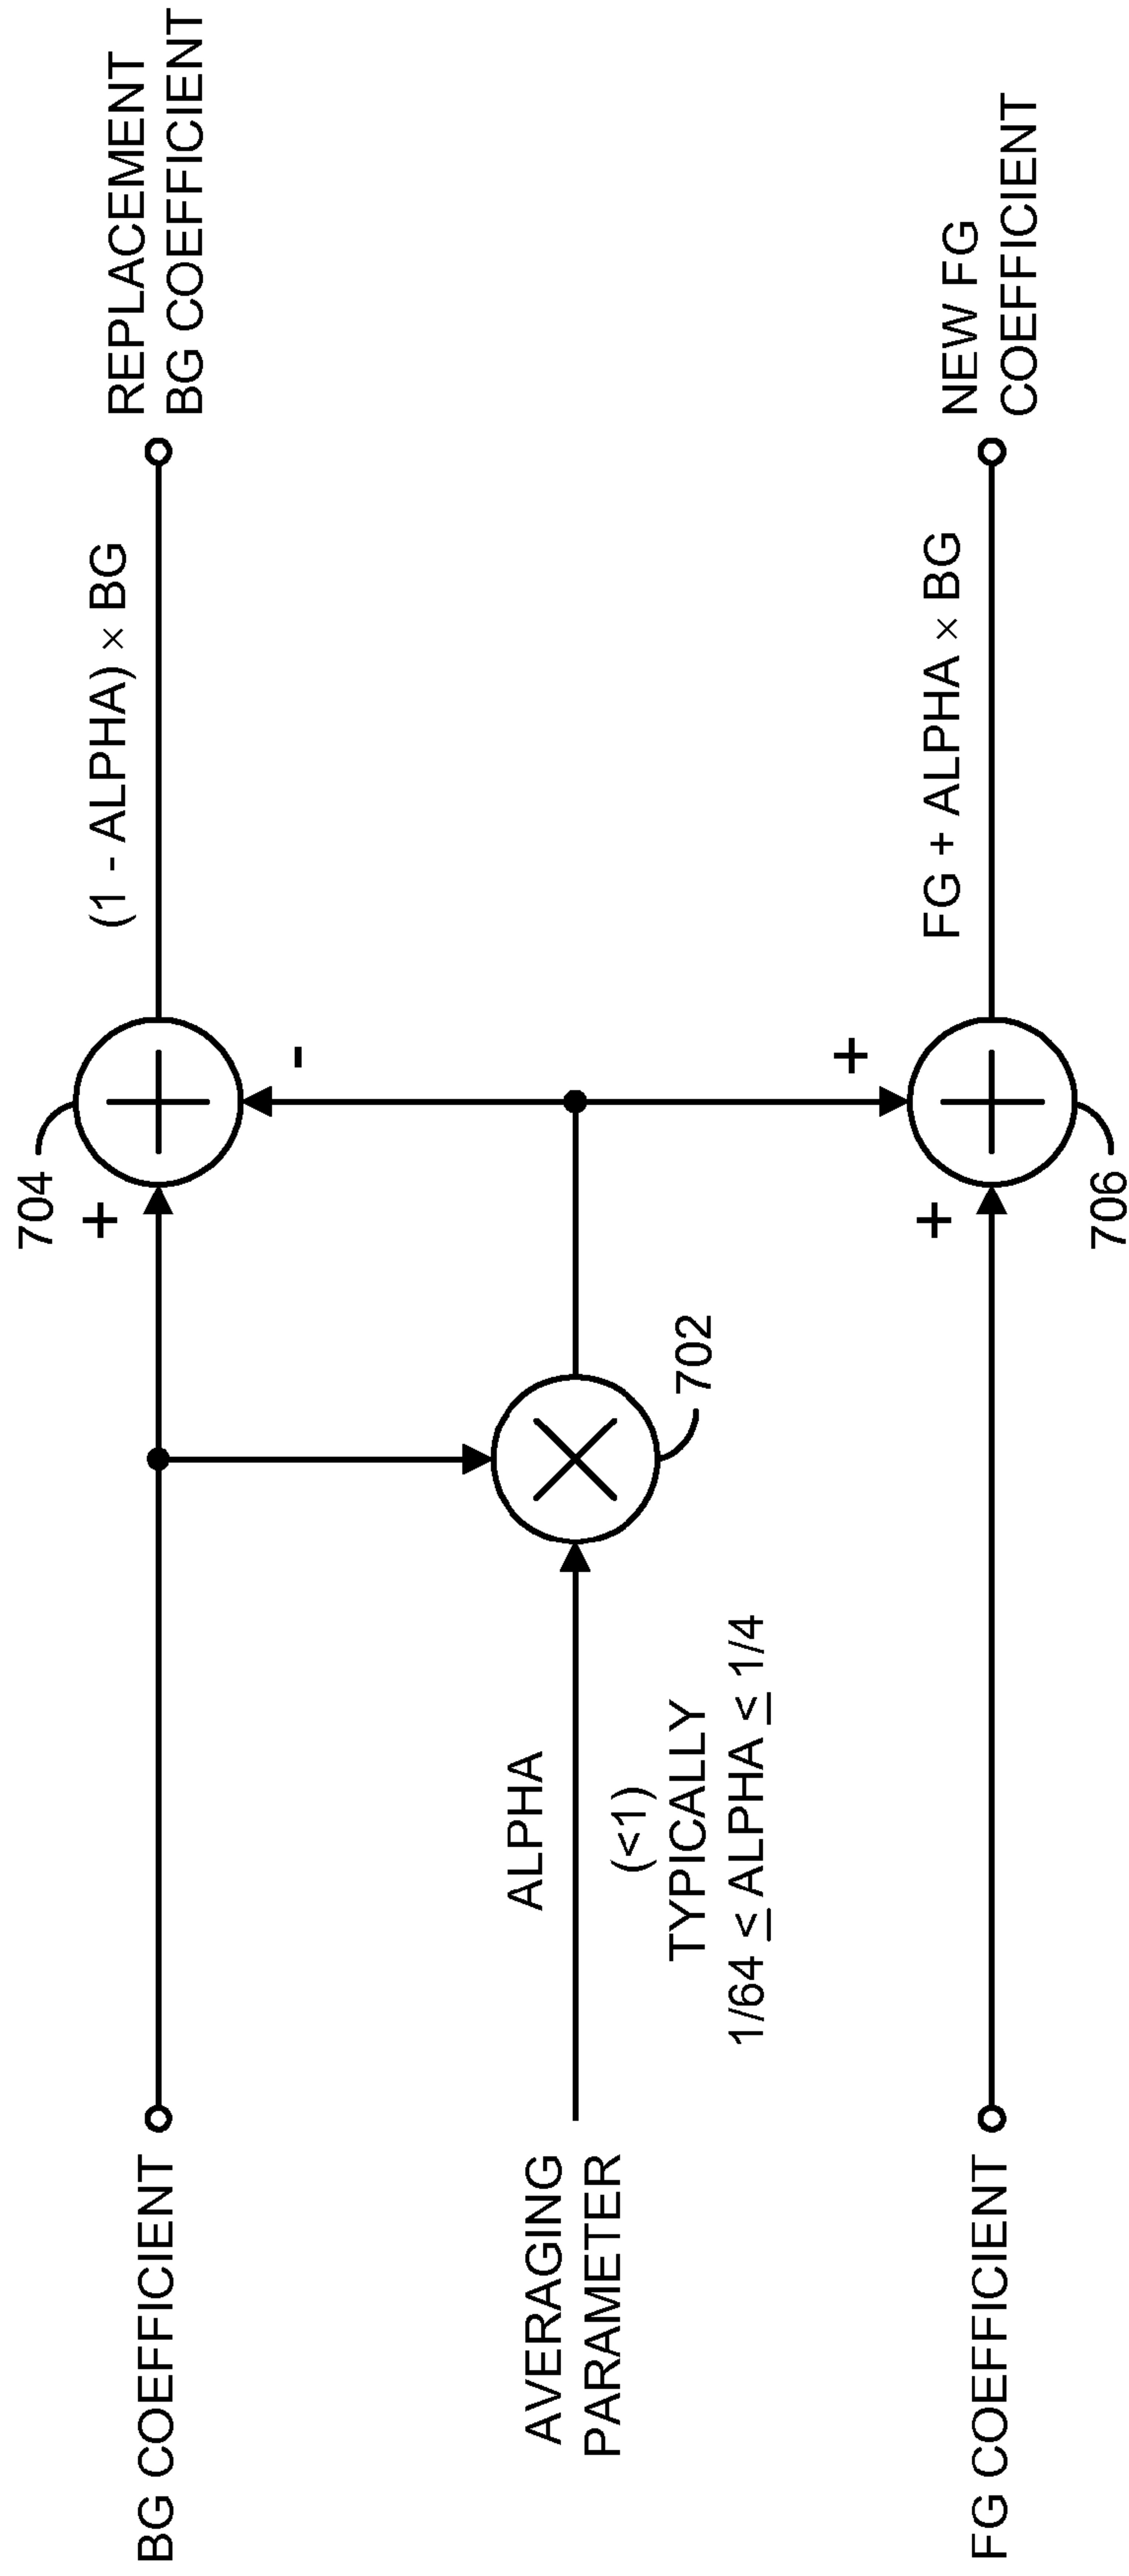 704
+
-
(1 - ALPHA) × BG
REPLACEMENT
BG COEFFICIENT
BG COEFFICIENT
AVERAGING
PARAMETER
ALPHA
(<1)
TYPICALLY
1/64 ≤ ALPHA ≤ 1/4
702
+
+
FG + ALPHA × BG
NEW FG
COEFFICIENT
FG COEFFICIENT
706